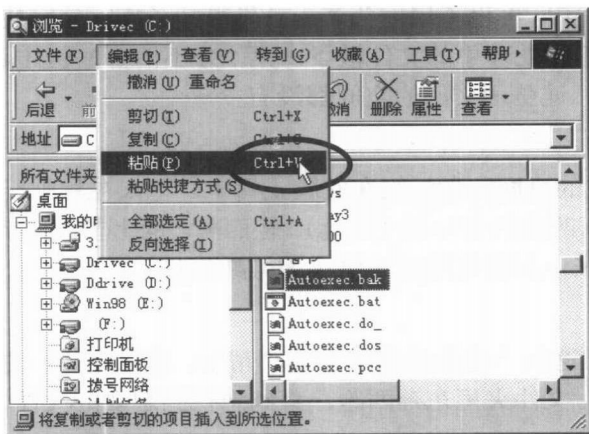 浏览 - Drivec (C:)
文件(F) 编辑(E) 查看(V) 转到(G) 收藏(A) 工具(T) 帮助
后退 前 消 删除 属性 查看
地址 C
撤消(U) 重命名
剪切(T) Ctrl+X
复制(C) Ctrl+C
粘贴(P) Ctrl+V
粘贴快捷方式(S)
全部选定(A) Ctrl+A
反向选择(I)
所有文件夹
桌面
我的
3.
Drivec (C:)
Ddrive (D:)
Win98 (E:)
(F:)
打印机
控制面板
拨号网络
Autoexec.bak
Autoexec.bat
Autoexec.do_
Autoexec.dos
Autoexec.pcc
将复制或者剪切的项目插入到所选位置。